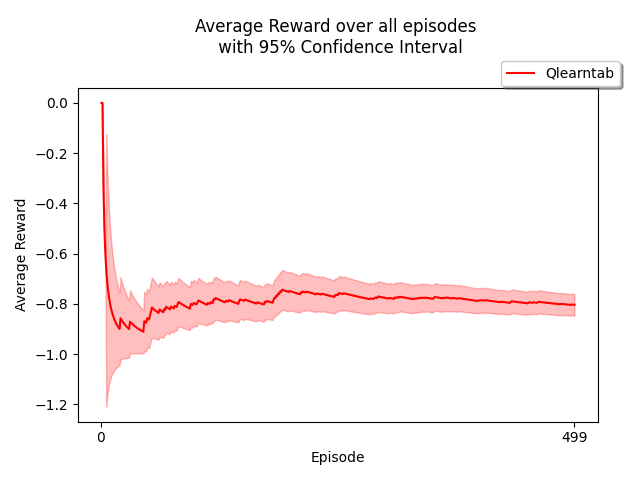 Average Reward over all episodes
with 95% Confidence Interval
Qlearntab
0.0
−0.2
−0.4
−0.6
−0.8
−1.0
−1.2
Average Reward
0
499
Episode